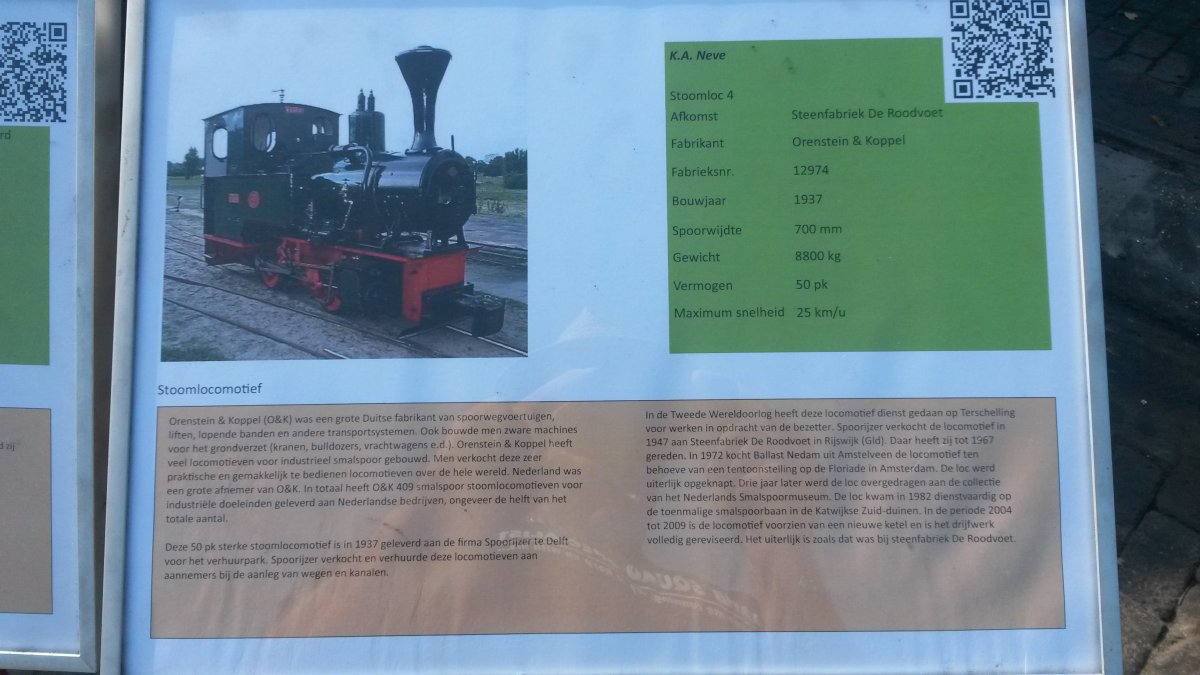 K.A. Neve
Stoomloc 4
Afkomst Steenfabriek De Roodvoet
Fabrikant Orenstein & Koppel
Fabrieksnr. 12974
Bouwjaar 1937
Spoorwijdte 700 mm
Gewicht 8800 kg
Vermogen 50 pk
Maximum snelheid 25 km/u
Stoomlocomotief
Orenstein & Koppel (O&K) was een grote Duitse fabrikant van spoorwegvoertuigen,
liften, lopende banden en andere transportsystemen. Ook bouwde men zware machines
voor het grondverzet (kranen, bulldozers, vrachtwagens e.d.). Orenstein & Koppel heeft
veel locomotieven voor industrieel smalspoor gebouwd. Men verkocht deze zeer
praktische en gemakkelijk te bedienen locomotieven over de hele wereld. Nederland was
een grote afnemer van O&K. In totaal heeft O&K 409 smalspoor stoomlocomotieven voor
industriële doeleinden geleverd aan Nederlandse bedrijven, ongeveer de helft van het
totale aantal.
Deze 50 pk sterke stoomlocomotief is in 1937 geleverd aan de firma Spoorijzer te Delft
voor het verhuurpark. Spoorijzer verkocht en verhuurde deze locomotieven aan
aannemers bij de aanleg van wegen en kanalen.
In de Tweede Wereldoorlog heeft deze locomotief dienst gedaan op Terschelling
voor werken in opdracht van de bezetter. Spoorijzer verkocht de locomotief in
1947 aan Steenfabriek De Roodvoet in Rijswijk (Gld). Daar heeft zij tot 1967
gereden. In 1972 kocht Ballast Nedam uit Amstelveen de locomotief ten
behoeve van een tentoonstelling op de Floriade in Amsterdam. De loc werd
uiterlijk opgeknapt. Drie jaar later werd de loc overgedragen aan de collectie
van het Nederlands Smalspoormuseum. De loc kwam in 1982 dienstvaardig op
de toenmalige smalspoorbaan in de Katwijkse Zuid-duinen. In de periode 2004
tot 2009 is de locomotief voorzien van een nieuwe ketel en is het drijfwerk
volledig gereviseerd. Het uiterlijk is zoals dat was bij steenfabriek De Roodvoet.
rd
d zij